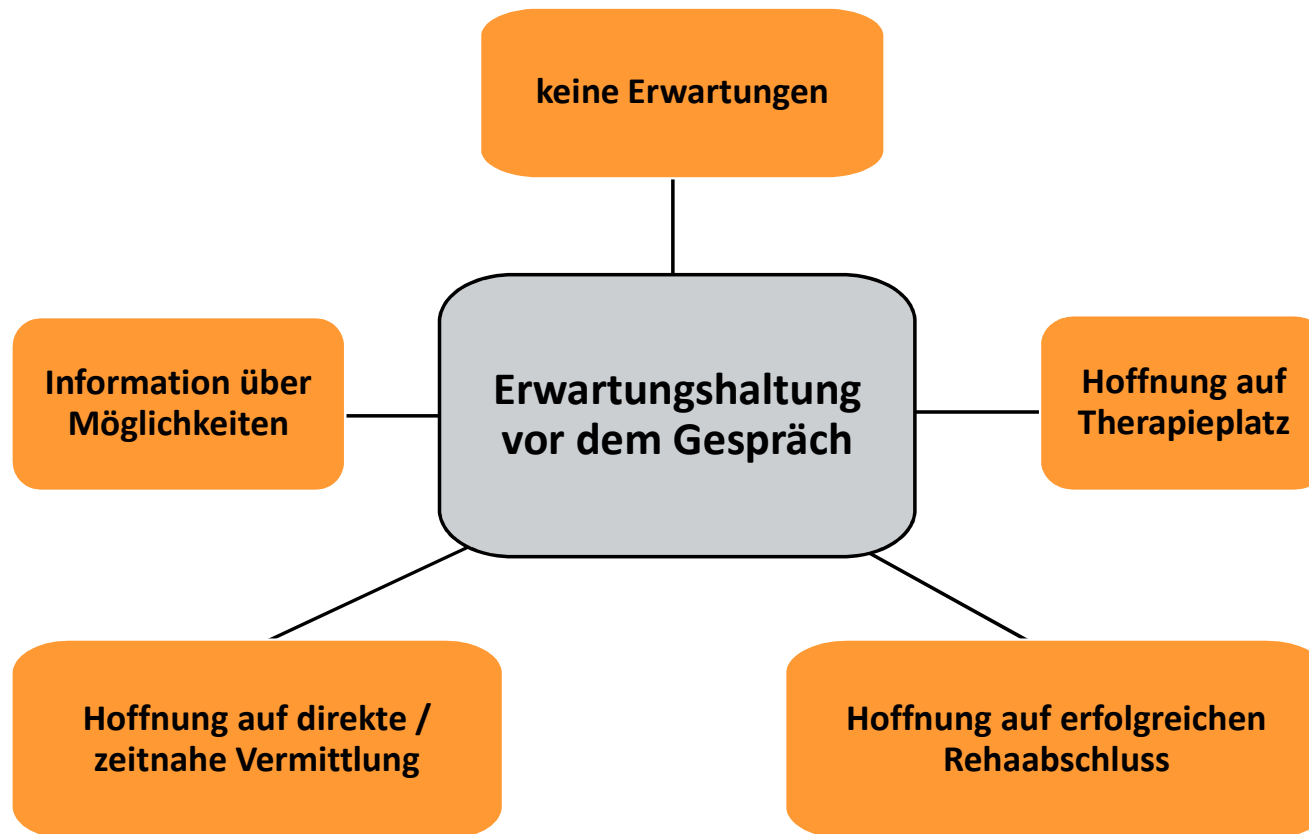 keine Erwartungen
Information über
Möglichkeiten
Erwartungshaltung
vor dem Gespräch
Hoffnung auf
Therapieplatz
Hoffnung auf direkte /
zeitnahe Vermittlung
Hoffnung auf erfolgreichen
Rehaabschluss